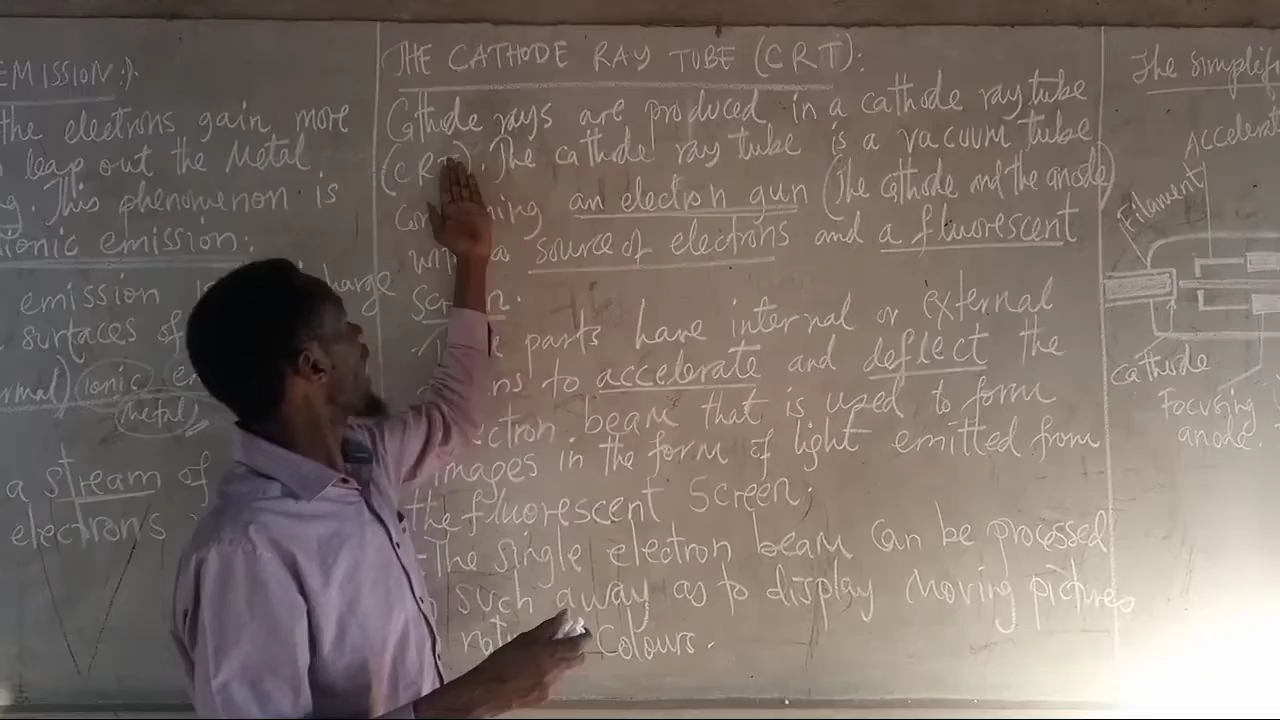 EMISSION:).
the electrons gain more
leap out the Metal
This phenomenon is
ionic emission.
emission is charge
surfaces of
ionic
(metal)
a stream of
electrons
THE CATHODE RAY TUBE (CRT):
Cthode rays are produced in a cathode ray tube
(CRT). The cathode ray tube is a vacuum tube
an electron gun (The cathode and the anode)
source of electrons and a fluorescent
parts have internal or external
to accelerate and deflect the
beam that is used to form
images in the form of light emitted from
the fluorescent Screen.
-The single electron beam can be processed
such away as to display moving pictures
colours.
The
Filament
cathode
Focusing
anode.